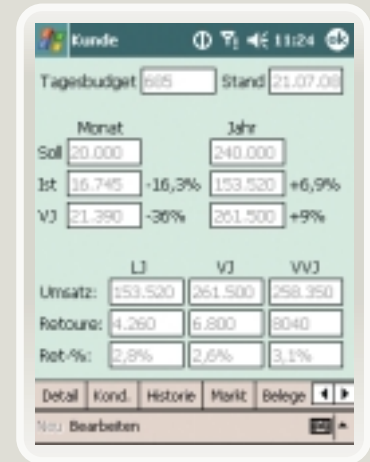 Kunde 11:24 ok
Tagesbudget 685 Stand 21.07.08
Monat Jahr
Soll 20.000 240.000
Ist 16.745 -16,3% 153.520 +6,9%
VJ 21.390 -36% 261.500 +9%
LJ VJ VVJ
Umsatz: 153.520 261.500 258.350
Retoure: 4.260 6.800 8040
Ret-%: 2,8% 2,6% 3,1%
Detail Kond. Historie Markt Belege
Neu Bearbeiten